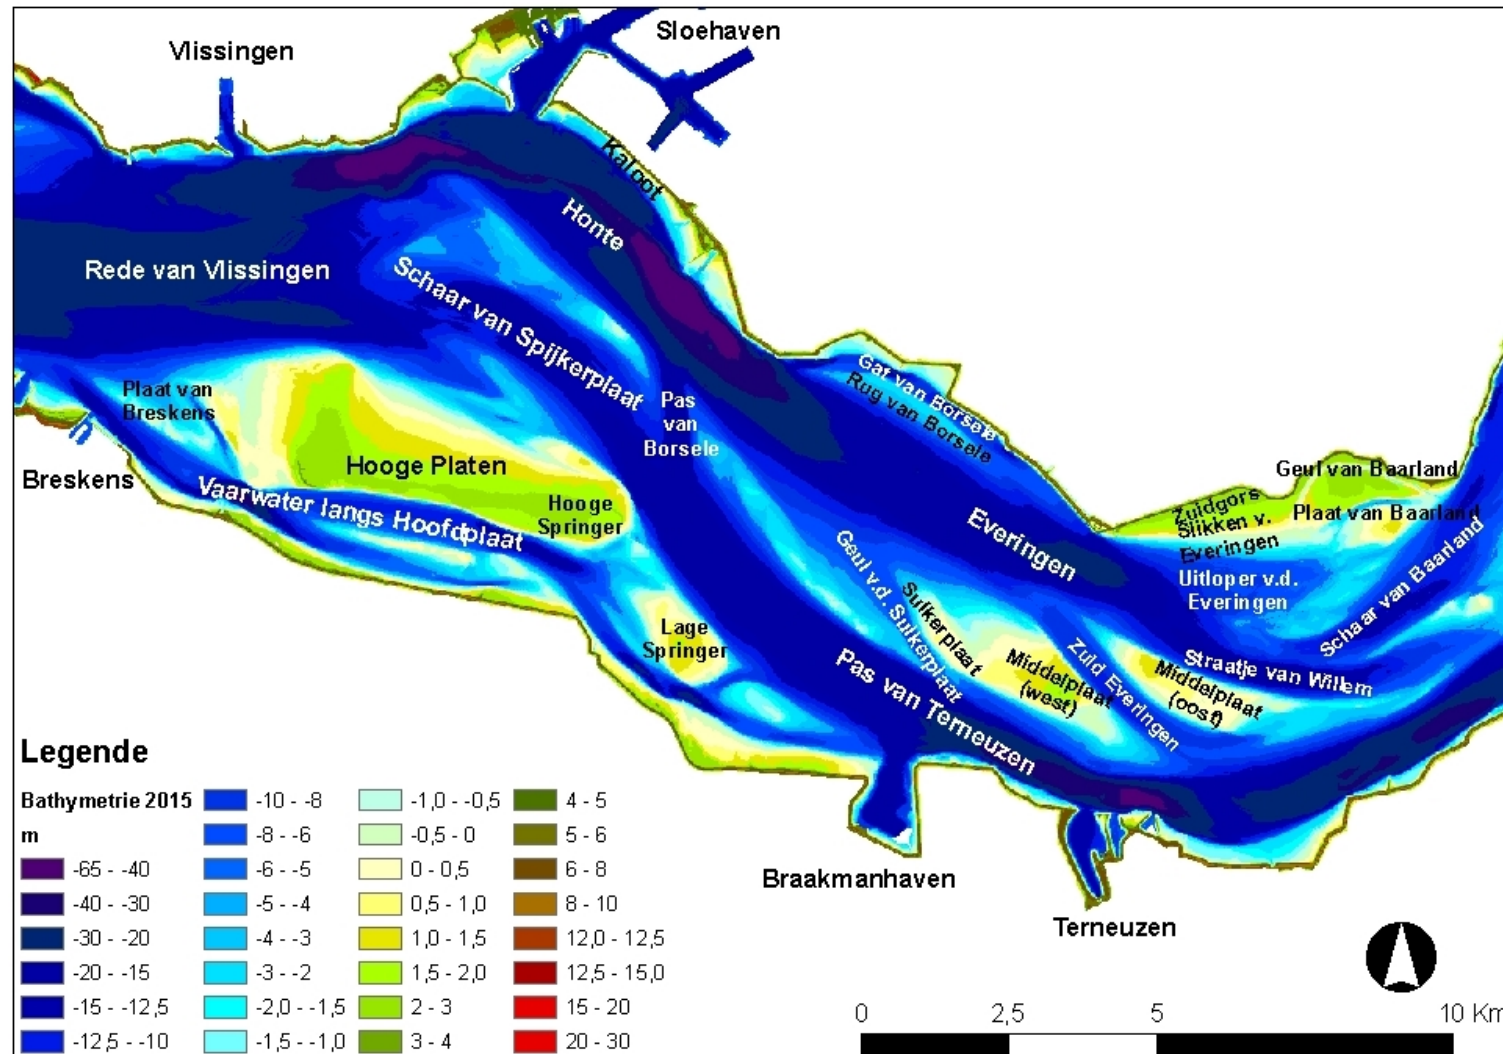 Vlissingen
Sloehaven
Kaloot
Honte
Rede van Vlissingen
Schaar van Spijkerplaat
Plaat van
Breskens
Pas
van
Borsele
Gat van Borsele
Rug van Borsele
Breskens
Hooge Platen
Hooge
Springer
Vaarwater langs Hoofdplaat
Everingen
Geul van Baarland
Zuidgors
Slikken v.
Everingen
Plaat van Baarland
Uitloper v.d.
Everingen
Schaar van Baarland
Geul v.d. Sulkerplaat
Sulkerplaat
Lage
Springer
Middelplaat
(west)
Zuid Everingen
Straatje van Willem
Middelplaat
(oost)
Pas van Terneuzen
Braakmanhaven
Terneuzen
Legende
Bathymetrie 2015
m
-65 - -40
-40 - -30
-30 - -20
-20 - -15
-15 - -12,5
-12,5 - -10
-10 - -8
-8 - -6
-6 - -5
-5 - -4
-4 - -3
-3 - -2
-2,0 - -1,5
-1,5 - -1,0
-1,0 - -0,5
-0,5 - 0
0 - 0,5
0,5 - 1,0
1,0 - 1,5
1,5 - 2,0
2 - 3
3 - 4
4 - 5
5 - 6
6 - 8
8 - 10
12,0 - 12,5
12,5 - 15,0
15 - 20
20 - 30
0 2,5 5 10 Km